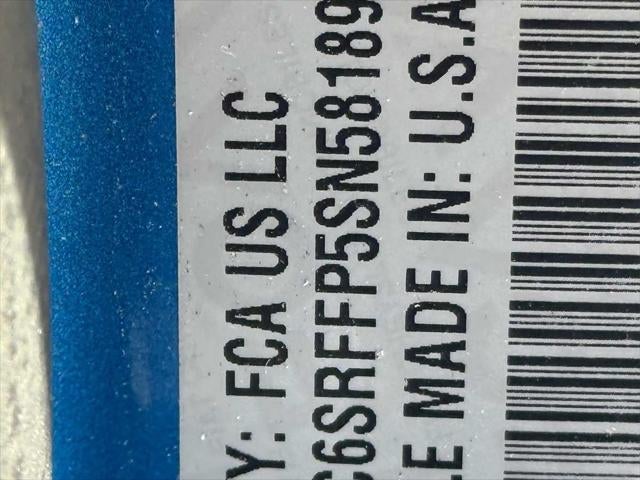 Y: FCA US LLC
C6SRFFP5SN58189
LE MADE IN: U.S.A